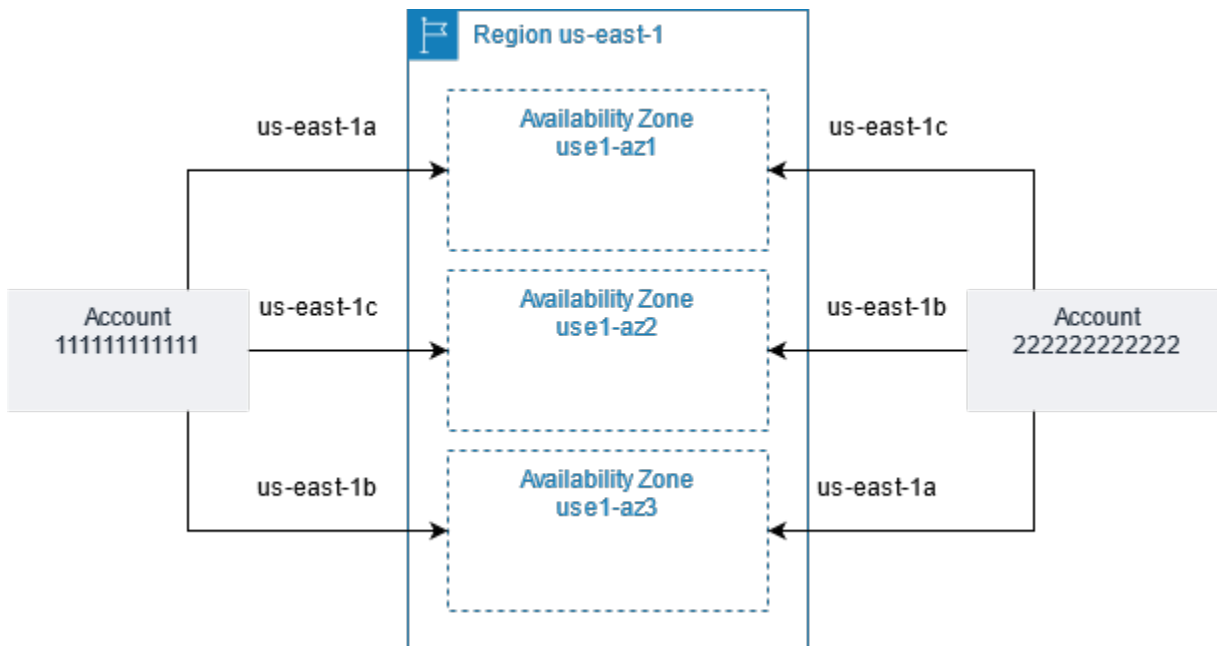 Region us-east-1
us-east-1a
Availability Zone
use1-az1
us-east-1c
Account
111111111111
us-east-1c
Availability Zone
use1-az2
us-east-1b
Account
222222222222
us-east-1b
Availability Zone
use1-az3
us-east-1a